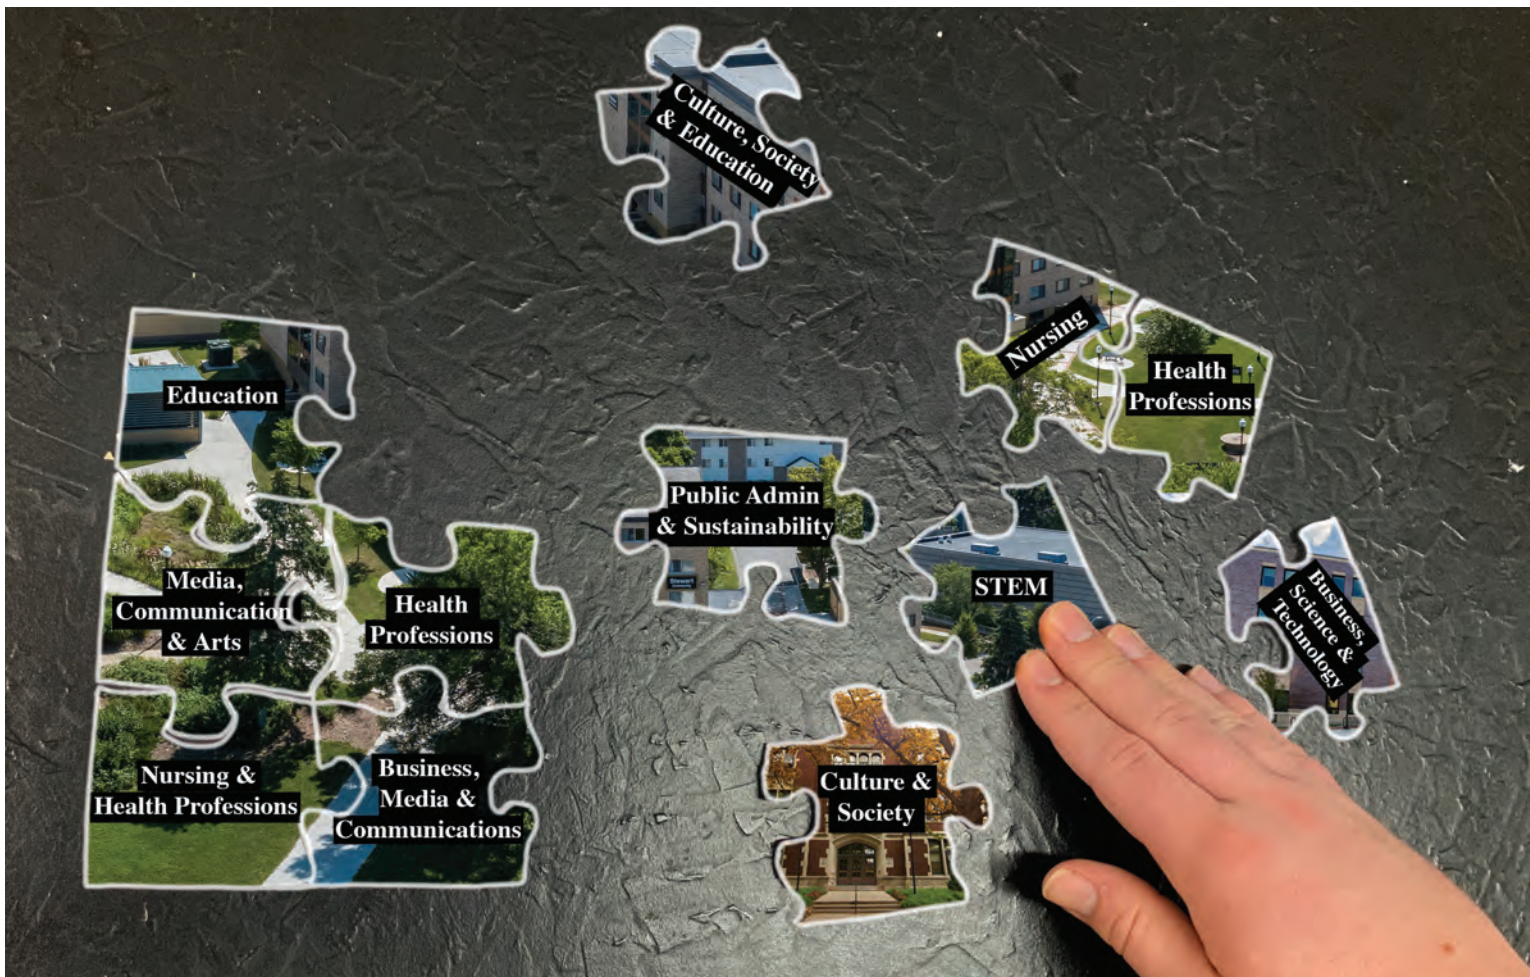 Culture, Society
& Education
Nursing
Health
Professions
Education
Public Admin
& Sustainability
Stewart
STEM
Media,
Communication
& Arts
Health
Professions
Business,
Science &
Technology
Nursing &
Health Professions
Business,
Media &
Communications
Culture &
Society